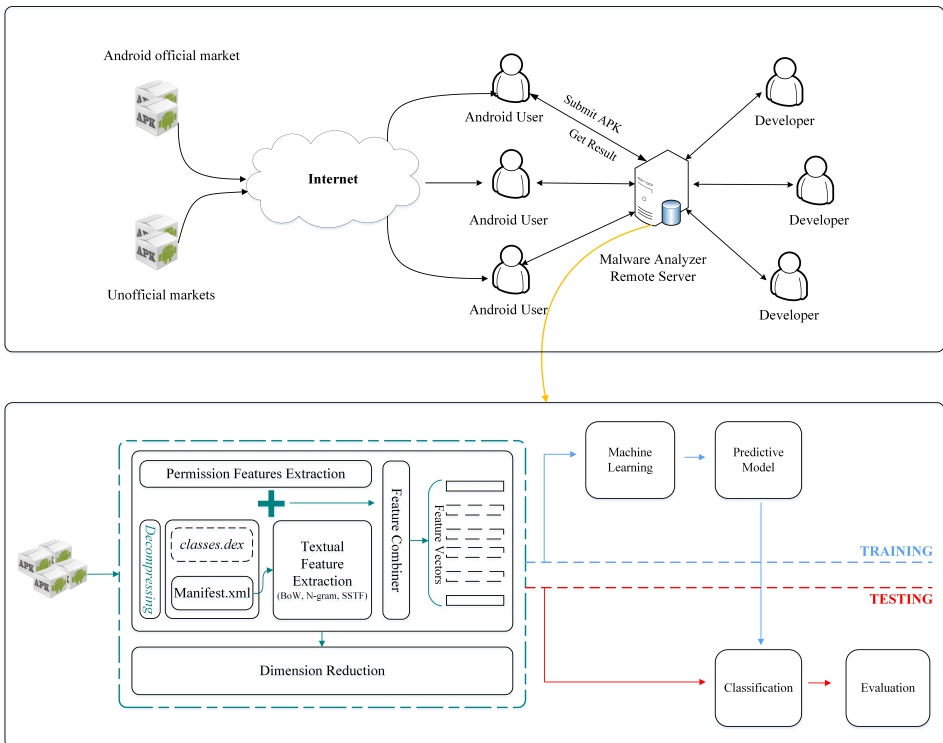 Android official market
APK
APK
Unofficial markets
Internet
Android User
Submit APK
Get Result
Android User
Android User
Malware Analyzer
Remote Server
Developer
Developer
Developer
APK
APK
Decompressing
Permission Features Extraction
classes.dex
Manifest.xml
Textual
Feature
Extraction
(BoW, N-gram, SSTF)
Feature Combiner
Feature Vectors
Dimension Reduction
Machine
Learning
Predictive
Model
TRAINING
TESTING
Classification
Evaluation